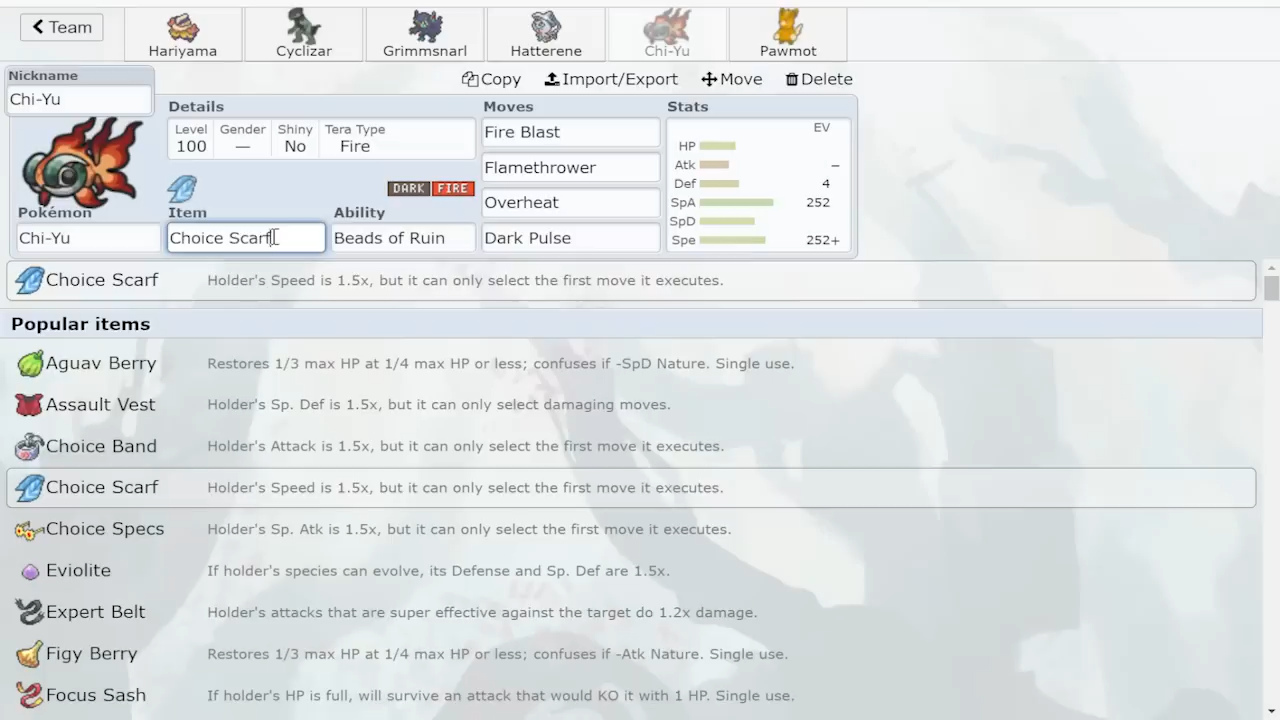 Team
Hariyama
Cyclizar
Grimmsnarl
Hatterene
Chi-Yu
Pawmot
Copy
Import/Export
Move
Delete
Nickname
Chi-Yu
Details
Moves
Stats
Level
Gender
Shiny
Tera Type
100
—
No
Fire
Fire Blast
Flamethrower
Overheat
Dark Pulse
EV
HP
Atk –
Def 4
SpA 252
SpD
Spe 252+
DARK FIRE
Pokémon
Item
Ability
Chi-Yu
Choice Scarf
Beads of Ruin
Choice Scarf Holder's Speed is 1.5x, but it can only select the first move it executes.
Popular items
Aguav Berry Restores 1/3 max HP at 1/4 max HP or less; confuses if -SpD Nature. Single use.
Assault Vest Holder's Sp. Def is 1.5x, but it can only select damaging moves.
Choice Band Holder's Attack is 1.5x, but it can only select the first move it executes.
Choice Scarf Holder's Speed is 1.5x, but it can only select the first move it executes.
Choice Specs Holder's Sp. Atk is 1.5x, but it can only select the first move it executes.
Eviolite If holder's species can evolve, its Defense and Sp. Def are 1.5x.
Expert Belt Holder's attacks that are super effective against the target do 1.2x damage.
Figy Berry Restores 1/3 max HP at 1/4 max HP or less; confuses if -Atk Nature. Single use.
Focus Sash If holder's HP is full, will survive an attack that would KO it with 1 HP. Single use.